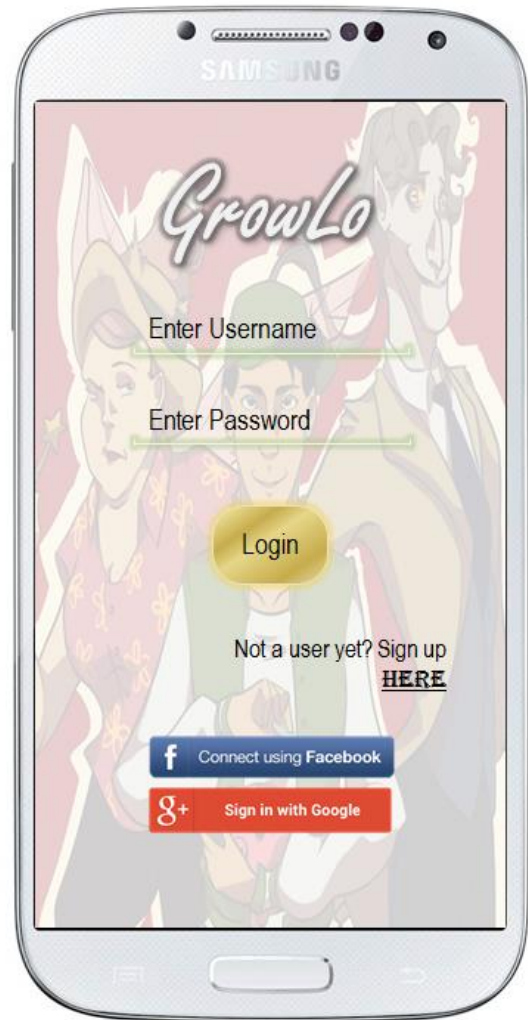 SAMSUNG
GrowLo
Enter Username
Enter Password
Login
Not a user yet? Sign up
HERE
f Connect using Facebook
g+ Sign in with Google